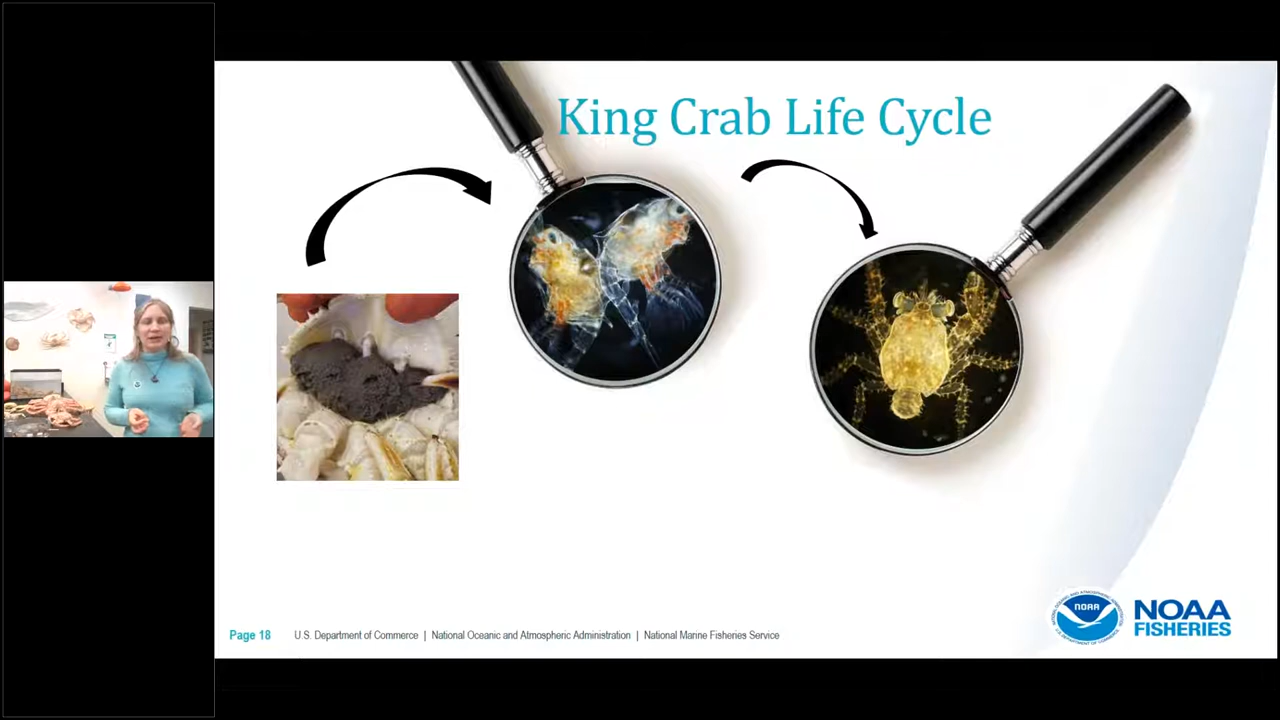 King Crab Life Cycle
Page 18
U.S. Department of Commerce | National Oceanic and Atmospheric Administration | National Marine Fisheries Service
NOAA
NOAA
FISHERIES